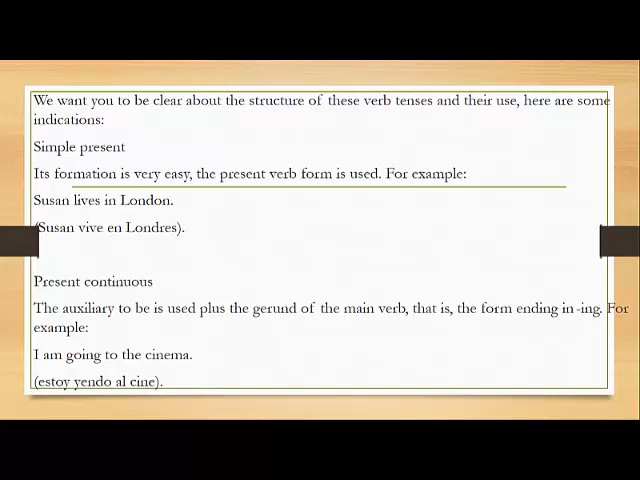 We want you to be clear about the structure of these verb tenses and their use, here are some
indications:
Simple present
Its formation is very easy, the present verb form is used. For example:
Susan lives in London.
(Susan vive en Londres).
Present continuous
The auxiliary to be is used plus the gerund of the main verb, that is, the form ending in -ing. For
example:
I am going to the cinema.
(estoy yendo al cine).